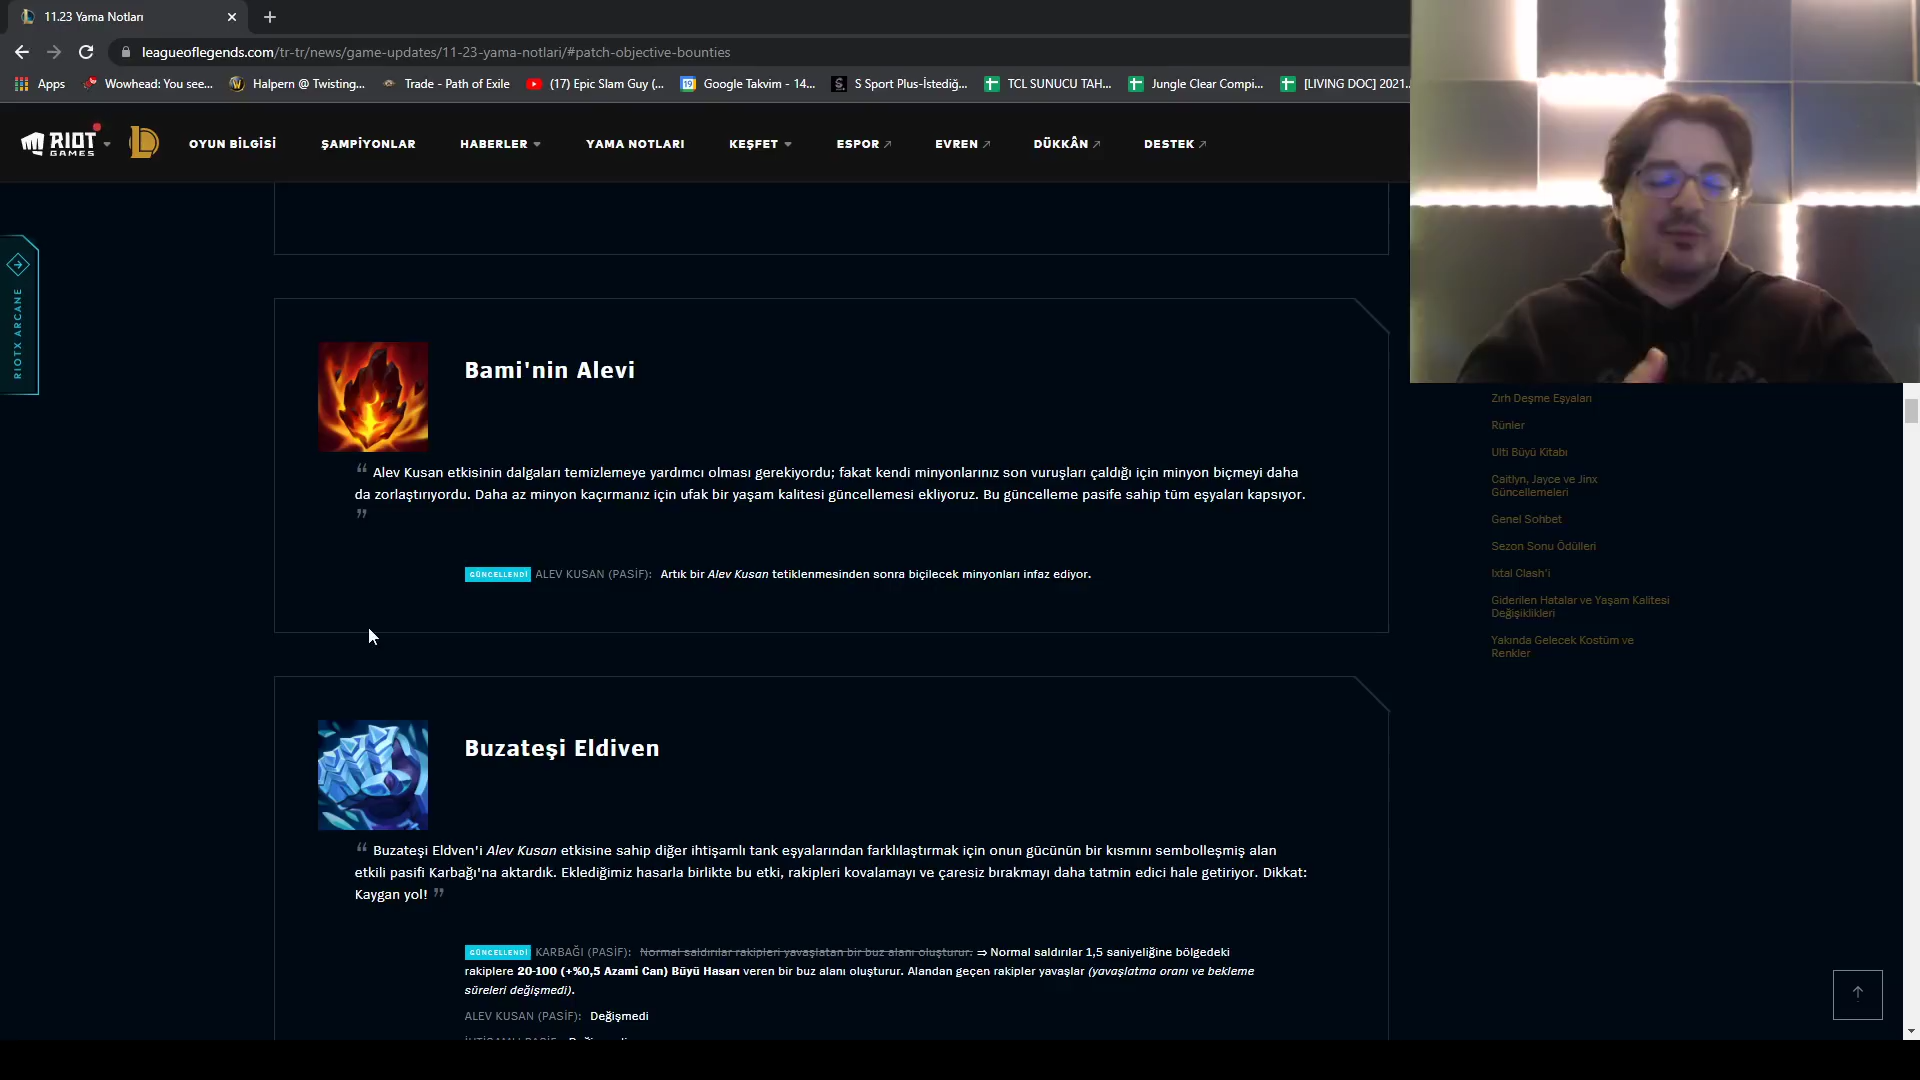 11.23 Yama Notları
leagueoflegends.com/tr-tr/news/game-updates/11-23-yama-notlari/#patch-objective-bounties
Apps
Wowhead: You see...
Halpern @ Twisting...
Trade - Path of Exile
(17) Epic Slam Guy (...
19
Google Takvim - 14...
S Sport Plus-İstediğ...
TCL SUNUCU TAH...
Jungle Clear Compi...
[LIVING DOC] 2021...
RIOT
GAMES
OYUN BİLGİSİ
ŞAMPİYONLAR
HABERLER
YAMA NOTLARI
KEŞFET
ESPOR
EVREN
DÜKKÂN
DESTEK
RIOTX ARCANE
Bami'nin Alevi
“ Alev Kusan etkisinin dalgaları temizlemeye yardımcı olması gerekiyordu; fakat kendi minyonlarınız son vuruşları çaldığı için minyon biçmeyi daha
da zorlaştırıyordu. Daha az minyon kaçırmanız için ufak bir yaşam kalitesi güncellemesi ekliyoruz. Bu güncelleme pasife sahip tüm eşyaları kapsıyor.
”
GÜNCELLENDİ ALEV KUSAN (PASİF): Artık bir Alev Kusan tetiklenmesinden sonra biçilecek minyonları infaz ediyor.
Buzateşi Eldiven
“ Buzateşi Eldven'i Alev Kusan etkisine sahip diğer ihtişamlı tank eşyalarından farklılaştırmak için onun gücünün bir kısmını sembolleşmiş alan
etkili pasifi Karbağı'na aktardık. Eklediğimiz hasarla birlikte bu etki, rakipleri kovalamayı ve çaresiz bırakmayı daha tatmin edici hale getiriyor. Dikkat:
Kaygan yol! ”
GÜNCELLENDİ KARBAĞI (PASİF): Normal saldırılar rakipleri yavaşlatan bir buz alanı oluşturur. ⇒ Normal saldırılar 1,5 saniyeliğine bölgedeki
rakiplere 20-100 (+%0,5 Azami Can) Büyü Hasarı veren bir buz alanı oluşturur. Alandan geçen rakipler yavaşlar (yavaşlatma oranı ve bekleme
süreleri değişmedi).
ALEV KUSAN (PASİF): Değişmedi
Zırh Deşme Eşyaları
Rünler
Ulti Büyü Kitabı
Caitlyn, Jayce ve Jinx
Güncellemeleri
Genel Sohbet
Sezon Sonu Ödülleri
Ixtal Clash'i
Giderilen Hatalar ve Yaşam Kalitesi
Değişiklikleri
Yakında Gelecek Kostüm ve
Renkler